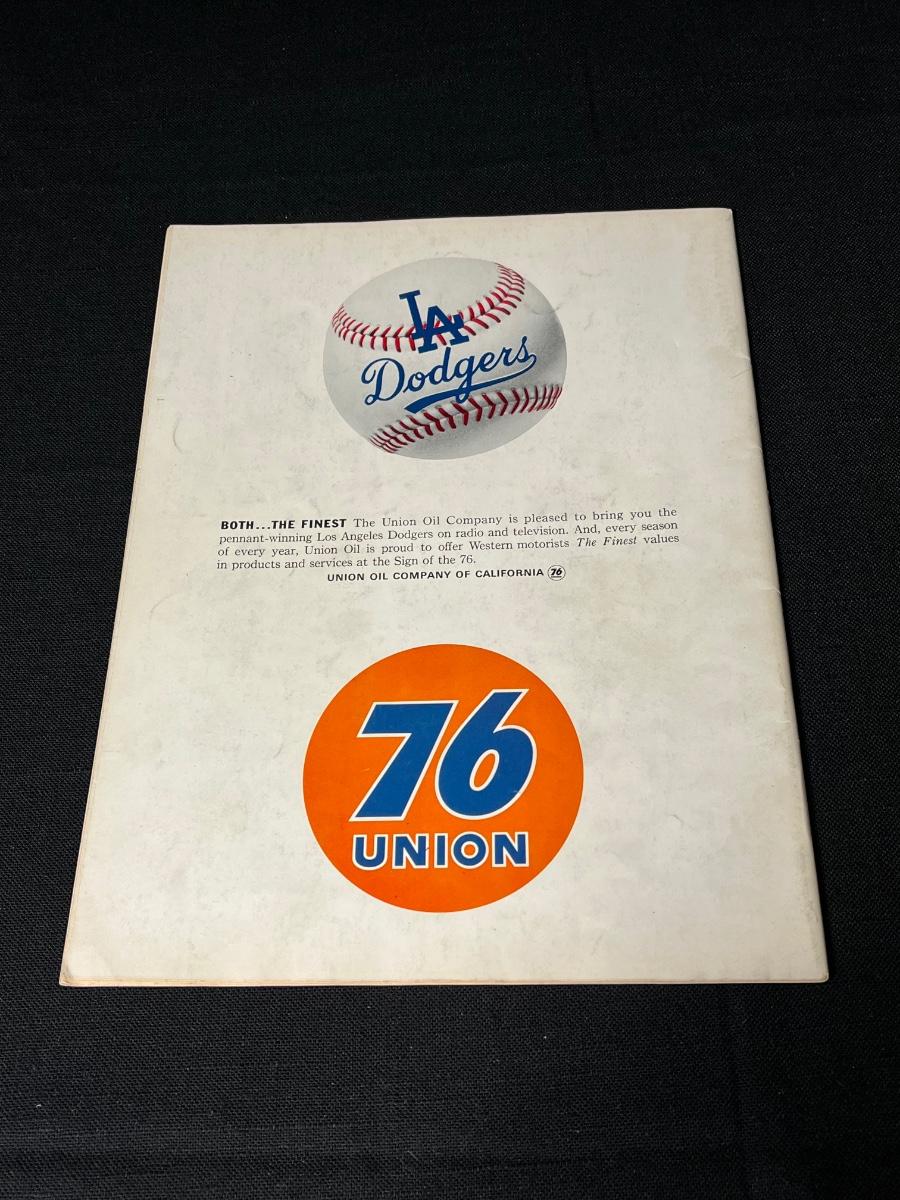 LA
Dodgers
BOTH...THE FINEST The Union Oil Company is pleased to bring you the
pennant-winning Los Angeles Dodgers on radio and television. And, every season
of every year, Union Oil is proud to offer Western motorists The Finest values
in products and services at the Sign of the 76.
UNION OIL COMPANY OF CALIFORNIA 76
76
UNION